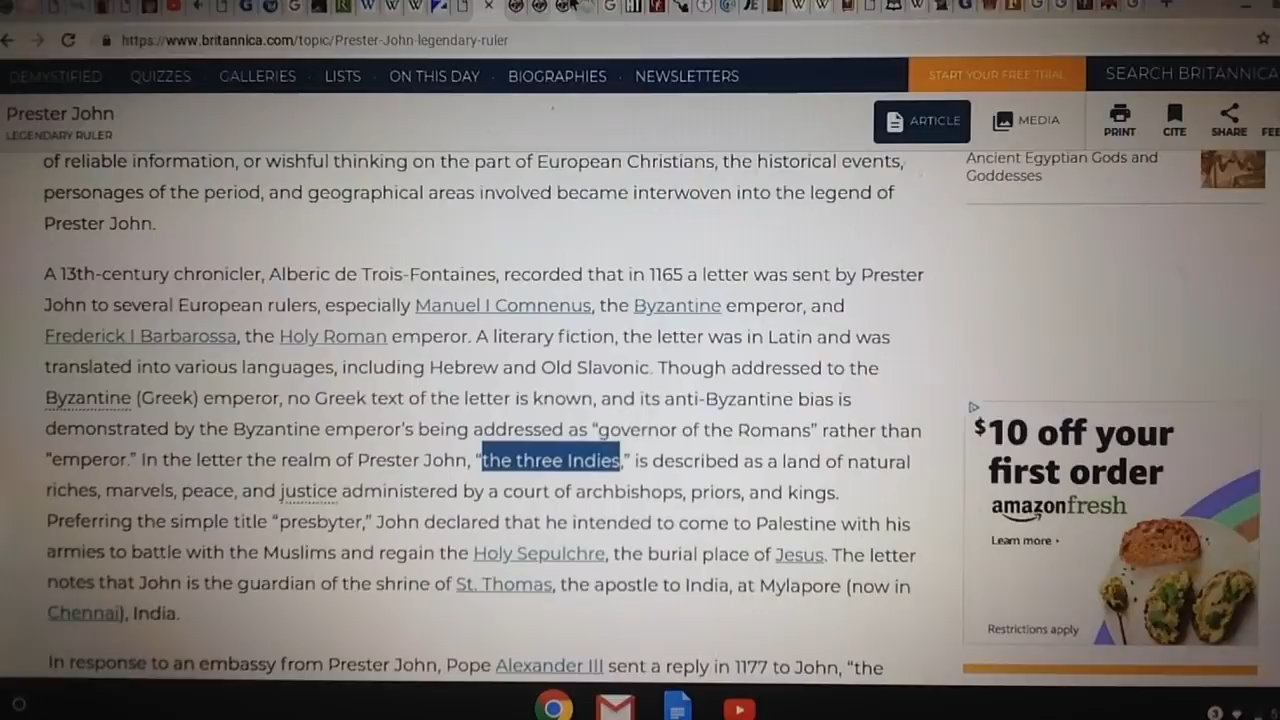 https://www.britannica.com/topic/Prester-John-legendary-ruler
DEMYSTIFIED QUIZZES GALLERIES LISTS ON THIS DAY BIOGRAPHIES NEWSLETTERS START YOUR FREE TRIAL SEARCH BRITANNICA
Prester John
LEGENDARY RULER
ARTICLE MEDIA PRINT CITE SHARE
of reliable information, or wishful thinking on the part of European Christians, the historical events,
personages of the period, and geographical areas involved became interwoven into the legend of
Prester John.
A 13th-century chronicler, Alberic de Trois-Fontaines, recorded that in 1165 a letter was sent by Prester
John to several European rulers, especially Manuel I Comnenus, the Byzantine emperor, and
Frederick I Barbarossa, the Holy Roman emperor. A literary fiction, the letter was in Latin and was
translated into various languages, including Hebrew and Old Slavonic. Though addressed to the
Byzantine (Greek) emperor, no Greek text of the letter is known, and its anti-Byzantine bias is
demonstrated by the Byzantine emperor's being addressed as “governor of the Romans” rather than
“emperor.” In the letter the realm of Prester John, “the three Indies,” is described as a land of natural
riches, marvels, peace, and justice administered by a court of archbishops, priors, and kings.
Preferring the simple title “presbyter,” John declared that he intended to come to Palestine with his
armies to battle with the Muslims and regain the Holy Sepulchre, the burial place of Jesus. The letter
notes that John is the guardian of the shrine of St. Thomas, the apostle to India, at Mylapore (now in
Chennai), India.
In response to an embassy from Prester John, Pope Alexander III sent a reply in 1177 to John, “the
Ancient Egyptian Gods and
Goddesses
$10 off your
first order
amazonfresh
Learn more
Restrictions apply